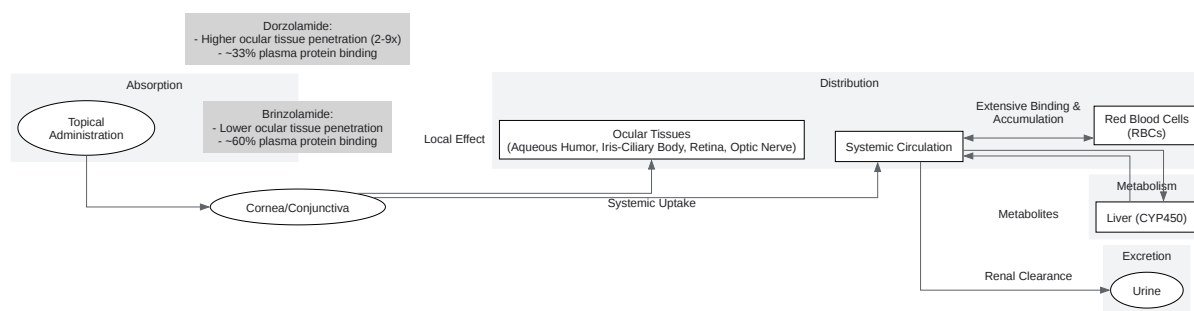 Dorzolamide:
- Higher ocular tissue penetration (2-9x)
- ~33% plasma protein binding
Absorption
Topical
Administration
Brinzolamide:
- Lower ocular tissue penetration
- ~60% plasma protein binding
Cornea/Conjunctiva
Distribution
Local Effect
Ocular Tissues
(Aqueous Humor, Iris-Ciliary Body, Retina, Optic Nerve)
Systemic Circulation
Extensive Binding &
Accumulation
Red Blood Cells
(RBCs)
Systemic Uptake
Metabolism
Metabolites
Liver (CYP450)
Excretion
Renal Clearance
Urine